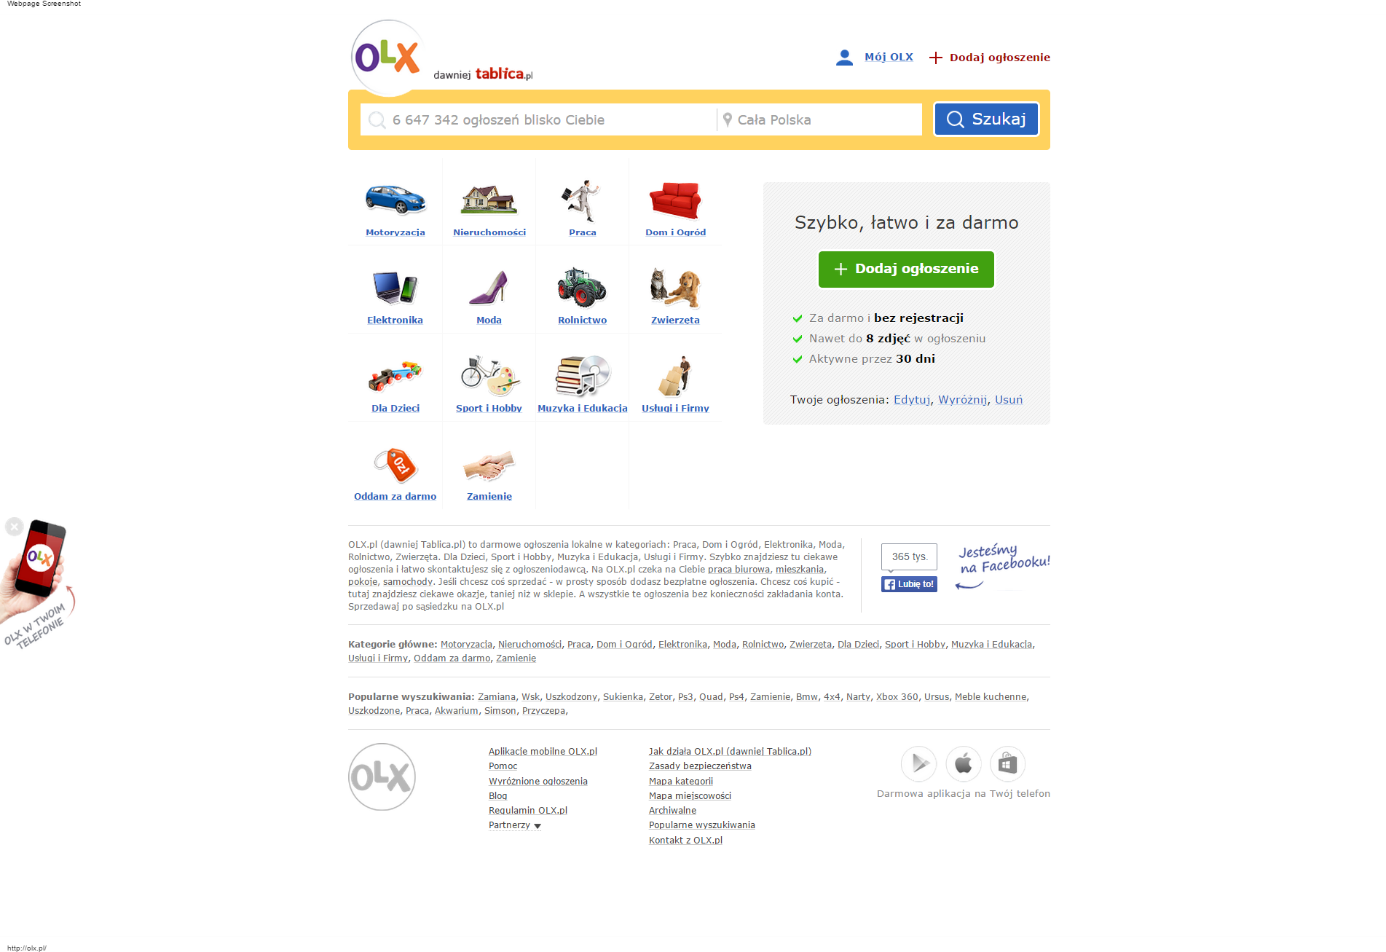 Webpage Screenshot
OLX
dawniej tablica.pl
Mój OLX
Dodaj ogłoszenie
6 647 342 ogłoszeń blisko Ciebie
Cała Polska
Szukaj
Motoryzacja
Nieruchomości
Praca
Dom i Ogród
Elektronika
Moda
Rolnictwo
Zwierzęta
Dla Dzieci
Sport i Hobby
Muzyka i Edukacja
Usługi i Firmy
0zł
Oddam za darmo
Zamienię
Szybko, łatwo i za darmo
Dodaj ogłoszenie
Za darmo i bez rejestracji
Nawet do 8 zdjęć w ogłoszeniu
Aktywne przez 30 dni
Twoje ogłoszenia: Edytuj, Wyróżnij, Usuń
OLX
OLX W TWOIM
TELEFONIE
OLX.pl (dawniej Tablica.pl) to darmowe ogłoszenia lokalne w kategoriach: Praca, Dom i Ogród, Elektronika, Moda,
Rolnictwo, Zwierzęta. Dla Dzieci, Sport i Hobby, Muzyka i Edukacja, Usługi i Firmy. Szybko znajdziesz tu ciekawe
ogłoszenia i łatwo skontaktujesz się z ogłoszeniodawcą. Na OLX.pl czeka na Ciebie praca biurowa, mieszkania,
pokoje, samochody. Jeśli chcesz coś sprzedać - w prosty sposób dodasz bezpłatne ogłoszenia. Chcesz coś kupić -
tutaj znajdziesz ciekawe okazje, taniej niż w sklepie. A wszystkie te ogłoszenia bez konieczności zakładania konta.
Sprzedawaj po sąsiedzku na OLX.pl
365 tys.
Lubię to!
Jesteśmy
na Facebooku!
Kategorie główne: Motoryzacja, Nieruchomości, Praca, Dom i Ogród, Elektronika, Moda, Rolnictwo, Zwierzęta, Dla Dzieci, Sport i Hobby, Muzyka i Edukacja,
Usługi i Firmy, Oddam za darmo, Zamienię
Popularne wyszukiwania: Zamiana, Wsk, Uszkodzony, Sukienka, Zetor, Ps3, Quad, Ps4, Zamienie, Bmw, 4x4, Narty, Xbox 360, Ursus, Meble kuchenne,
Uszkodzone, Praca, Akwarium, Simson, Przyczepa,
OLX
Aplikacje mobilne OLX.pl
Pomoc
Wyróżnione ogłoszenia
Blog
Regulamin OLX.pl
Partnerzy
Jak działa OLX.pl (dawniej Tablica.pl)
Zasady bezpieczeństwa
Mapa kategorii
Mapa miejscowości
Archiwalne
Popularne wyszukiwania
Kontakt z OLX.pl
Darmowa aplikacja na Twój telefon
http://olx.pl/